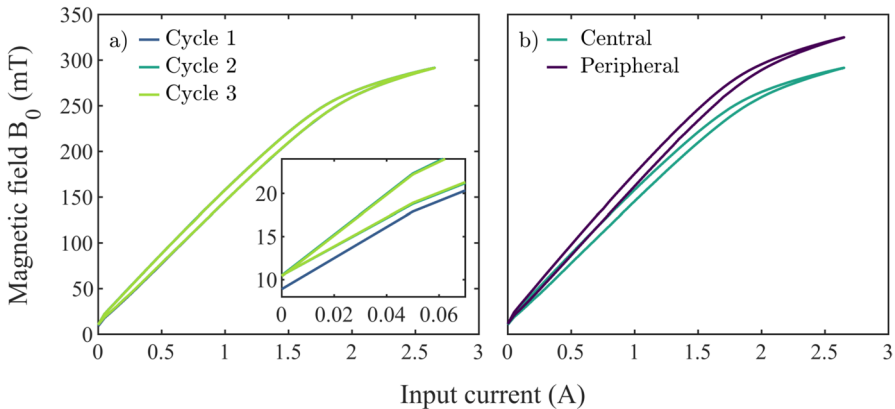 350
300
250
200
150
100
50
0
Magnetic field B0 (mT)
a)
Cycle 1
Cycle 2
Cycle 3
20
15
10
0 0.02 0.04 0.06
0 0.5 1 1.5 2 2.5 3
b)
Central
Peripheral
0 0.5 1 1.5 2 2.5 3
Input current (A)